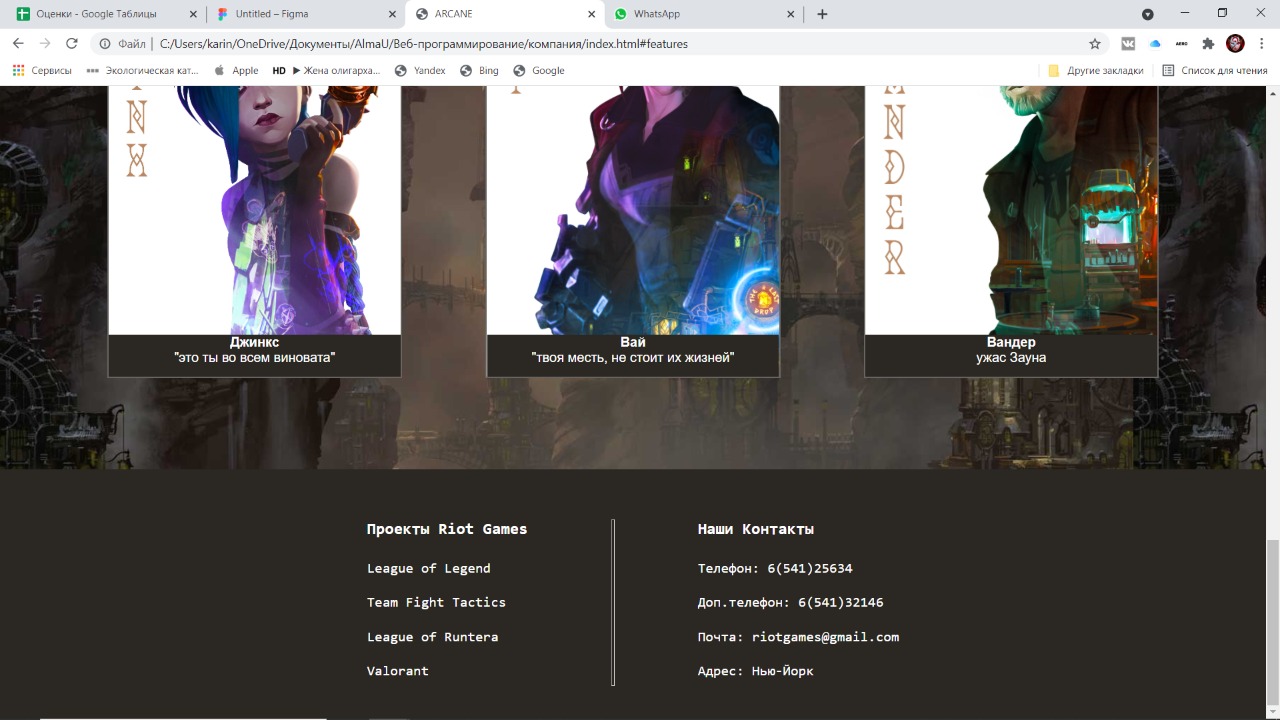 Оценки - Google Таблицы
Untitled – Figma
ARCANE
WhatsApp
Файл | C:/Users/karin/OneDrive/Документы/AlmaU/Веб-программирование/компания/index.html#features
Сервисы
Экологическая кат...
Apple
HD ▶ Жена олигарха...
Yandex
Bing
Google
Другие закладки
Список для чтения
N
X
A
N
D
E
R
THE LAST DROP
Джинкс
"это ты во всем виновата"
Вай
"твоя месть, не стоит их жизней"
Вандер
ужас Зауна
Проекты Riot Games
League of Legend
Team Fight Tactics
League of Runtera
Valorant
Наши Контакты
Телефон: 6(541)25634
Доп.телефон: 6(541)32146
Почта: riotgames@gmail.com
Адрес: Нью-Йорк